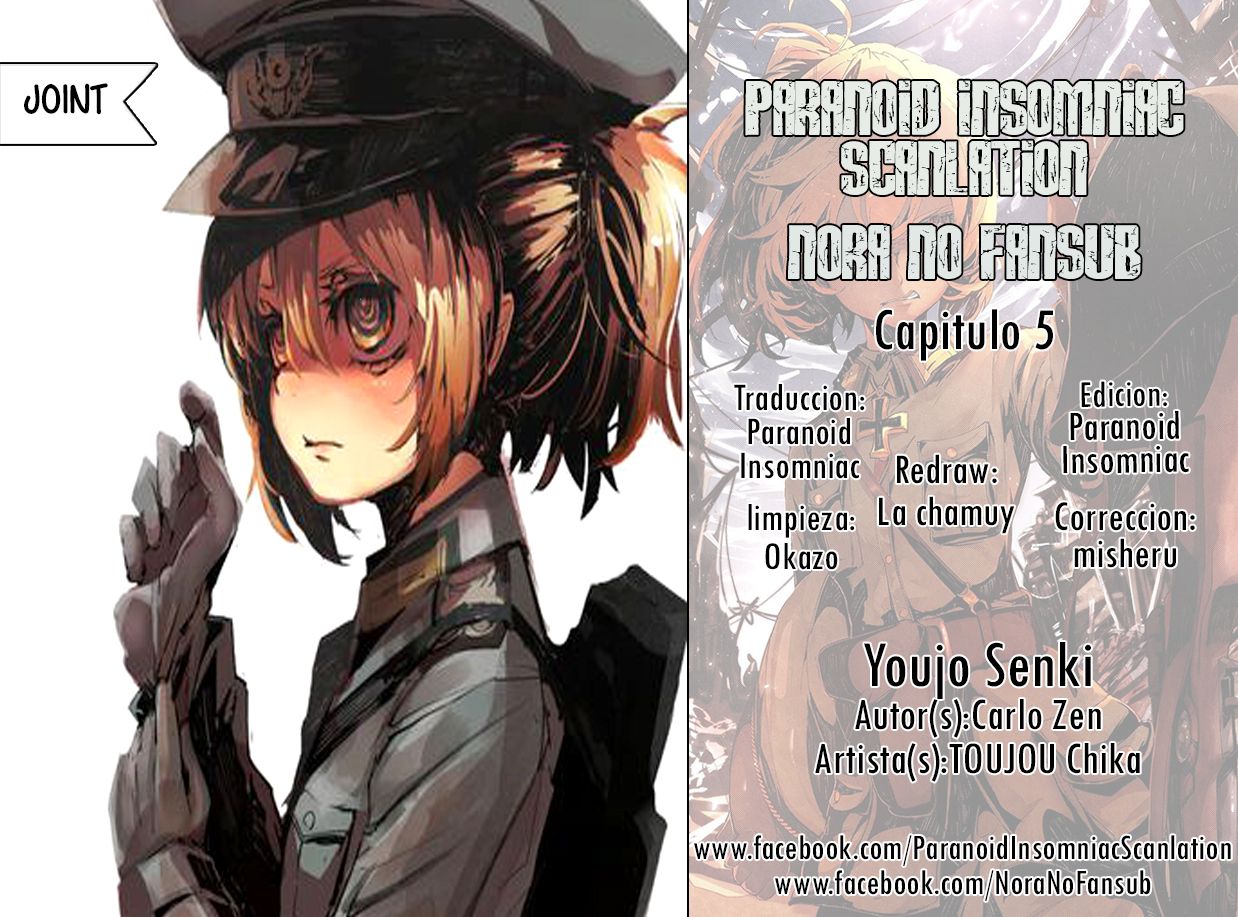 JOINT
PARANOID INSOMNIAC
SCANLATION
NORA NO FANSUB
Capitulo 5
Traduccion:
Paranoid
Insomniac
limpieza:
Okazo
Redraw:
La chamuy
Edicion:
Paranoid
Insomniac
Correccion:
misheru
Youjo Senki
Autor(s):Carlo Zen
Artista(s):TOUJOU Chika
www.facebook.com/ParanoidInsomniacScanlation
www.facebook.com/NoraNoFansub